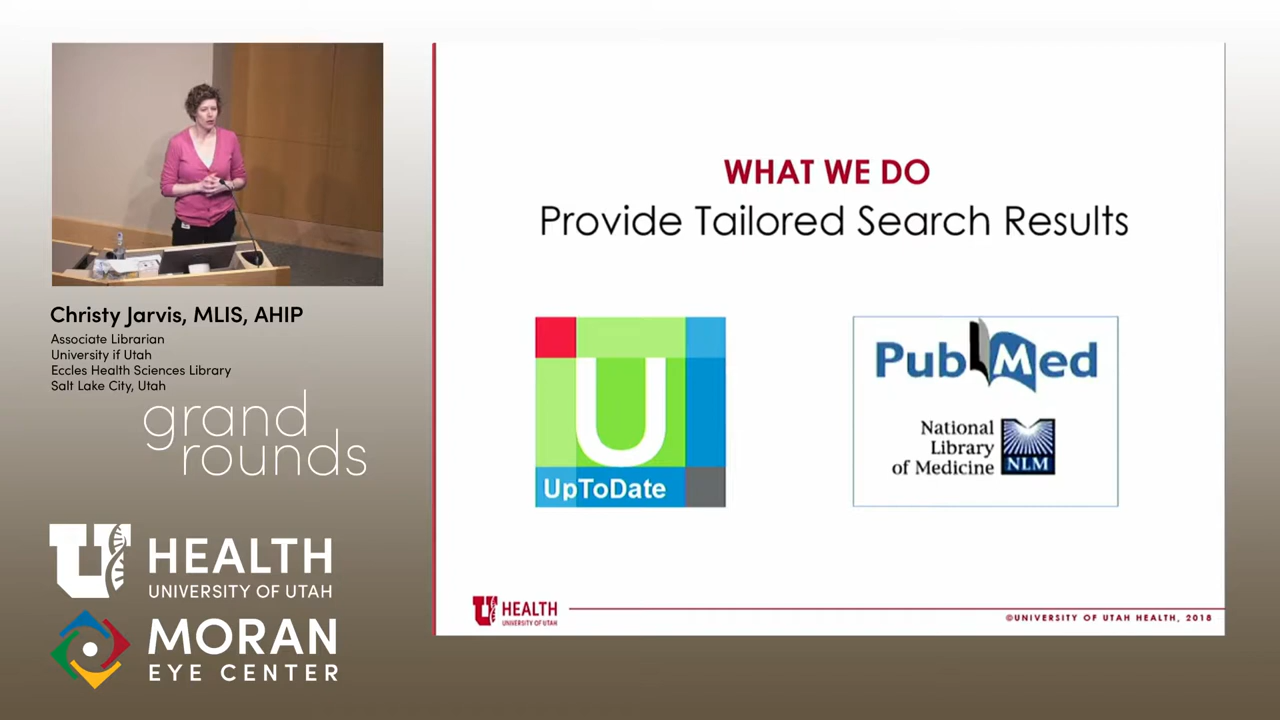 Christy Jarvis, MLIS, AHIP
Associate Librarian
University if Utah
Eccles Health Sciences Library
Salt Lake City, Utah
grand
rounds
U HEALTH
UNIVERSITY OF UTAH
MORAN
EYE CENTER
WHAT WE DO
Provide Tailored Search Results
U
UpToDate
PubMed
National
Library
of Medicine
NLM
U HEALTH
UNIVERSITY OF UTAH
©UNIVERSITY OF UTAH HEALTH, 2018